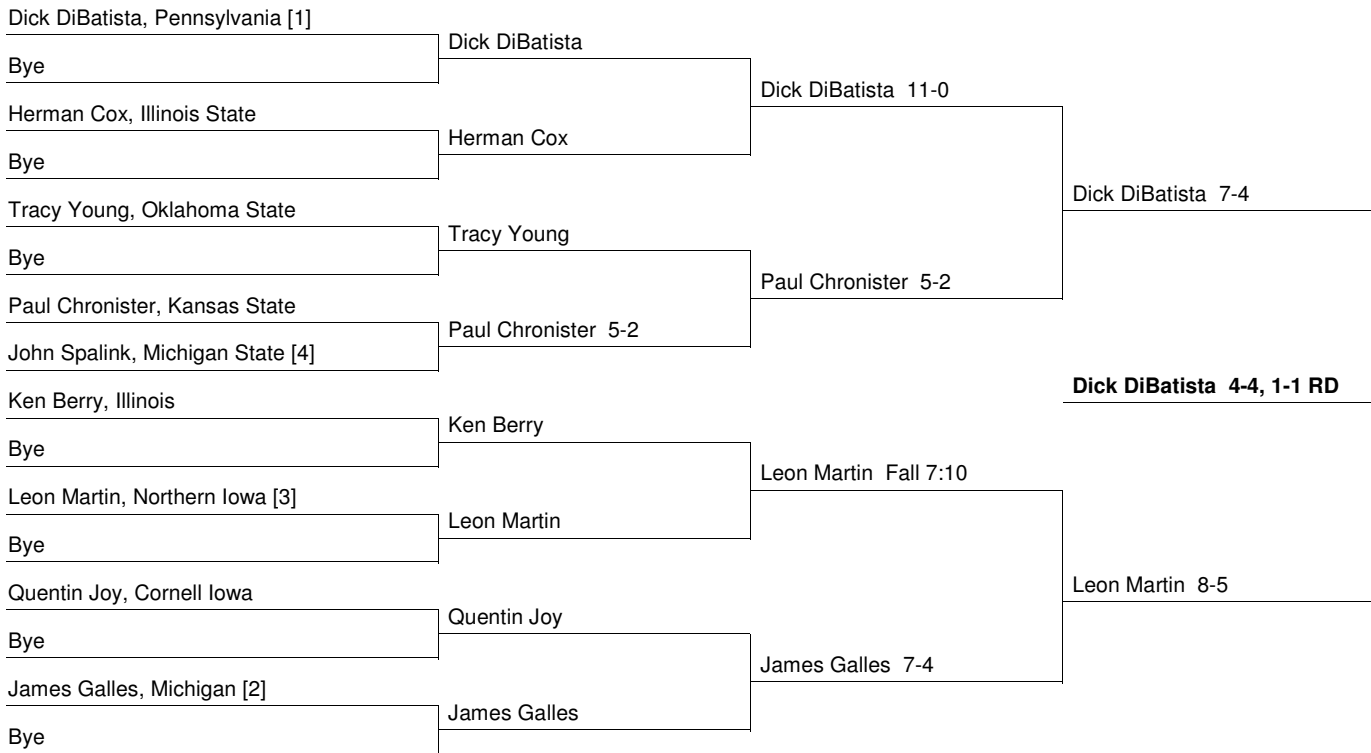 Dick DiBatista, Pennsylvania [1]
Bye
Herman Cox, Illinois State
Bye
Tracy Young, Oklahoma State
Bye
Paul Chronister, Kansas State
John Spalink, Michigan State [4]
Ken Berry, Illinois
Bye
Leon Martin, Northern Iowa [3]
Bye
Quentin Joy, Cornell Iowa
Bye
James Galles, Michigan [2]
Bye
Dick DiBatista
Herman Cox
Tracy Young
Paul Chronister 5-2
Ken Berry
Leon Martin
Quentin Joy
James Galles
Dick DiBatista 11-0
Paul Chronister 5-2
Leon Martin Fall 7:10
James Galles 7-4
Dick DiBatista 7-4
Dick DiBatista 4-4, 1-1 RD
Leon Martin 8-5